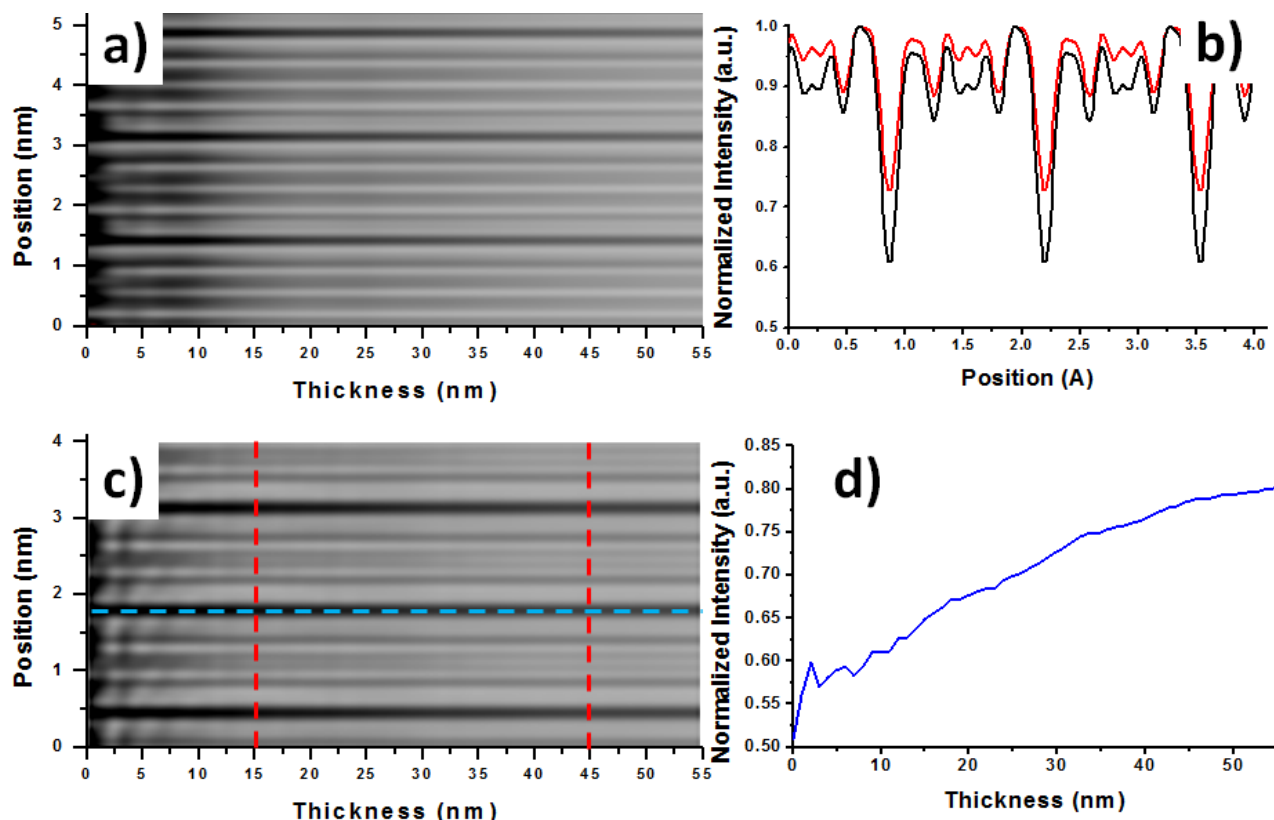 a)
Position (nm)
5
4
3
2
1
0
0 5 10 15 20 25 30 35 40 45 50 55
Thickness (nm)
b)
Normalized Intensity (a.u.)
1.0
0.9
0.8
0.7
0.6
0.5
0.0 0.5 1.0 1.5 2.0 2.5 3.0 3.5 4.0
Position (A)
c)
Position (nm)
4
3
2
1
0
0 5 10 15 20 25 30 35 40 45 50 55
Thickness (nm)
d)
Normalized Intensity (a.u.)
0.85
0.80
0.75
0.70
0.65
0.60
0.55
0.50
0 10 20 30 40 50
Thickness (nm)